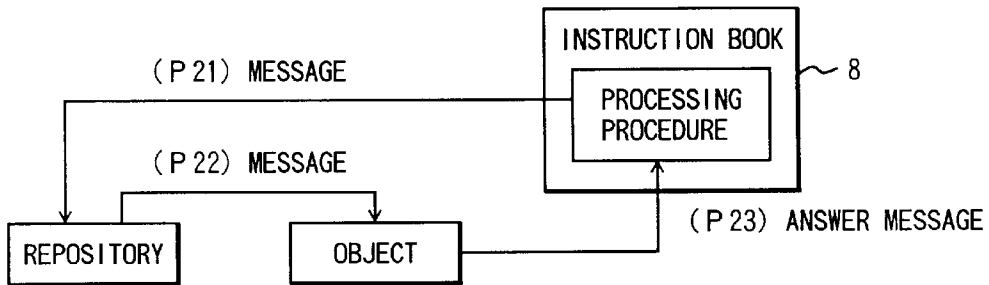 INSTRUCTION BOOK
(P21) MESSAGE
8
PROCESSING
PROCEDURE
(P22) MESSAGE
(P23) ANSWER MESSAGE
REPOSITORY
OBJECT